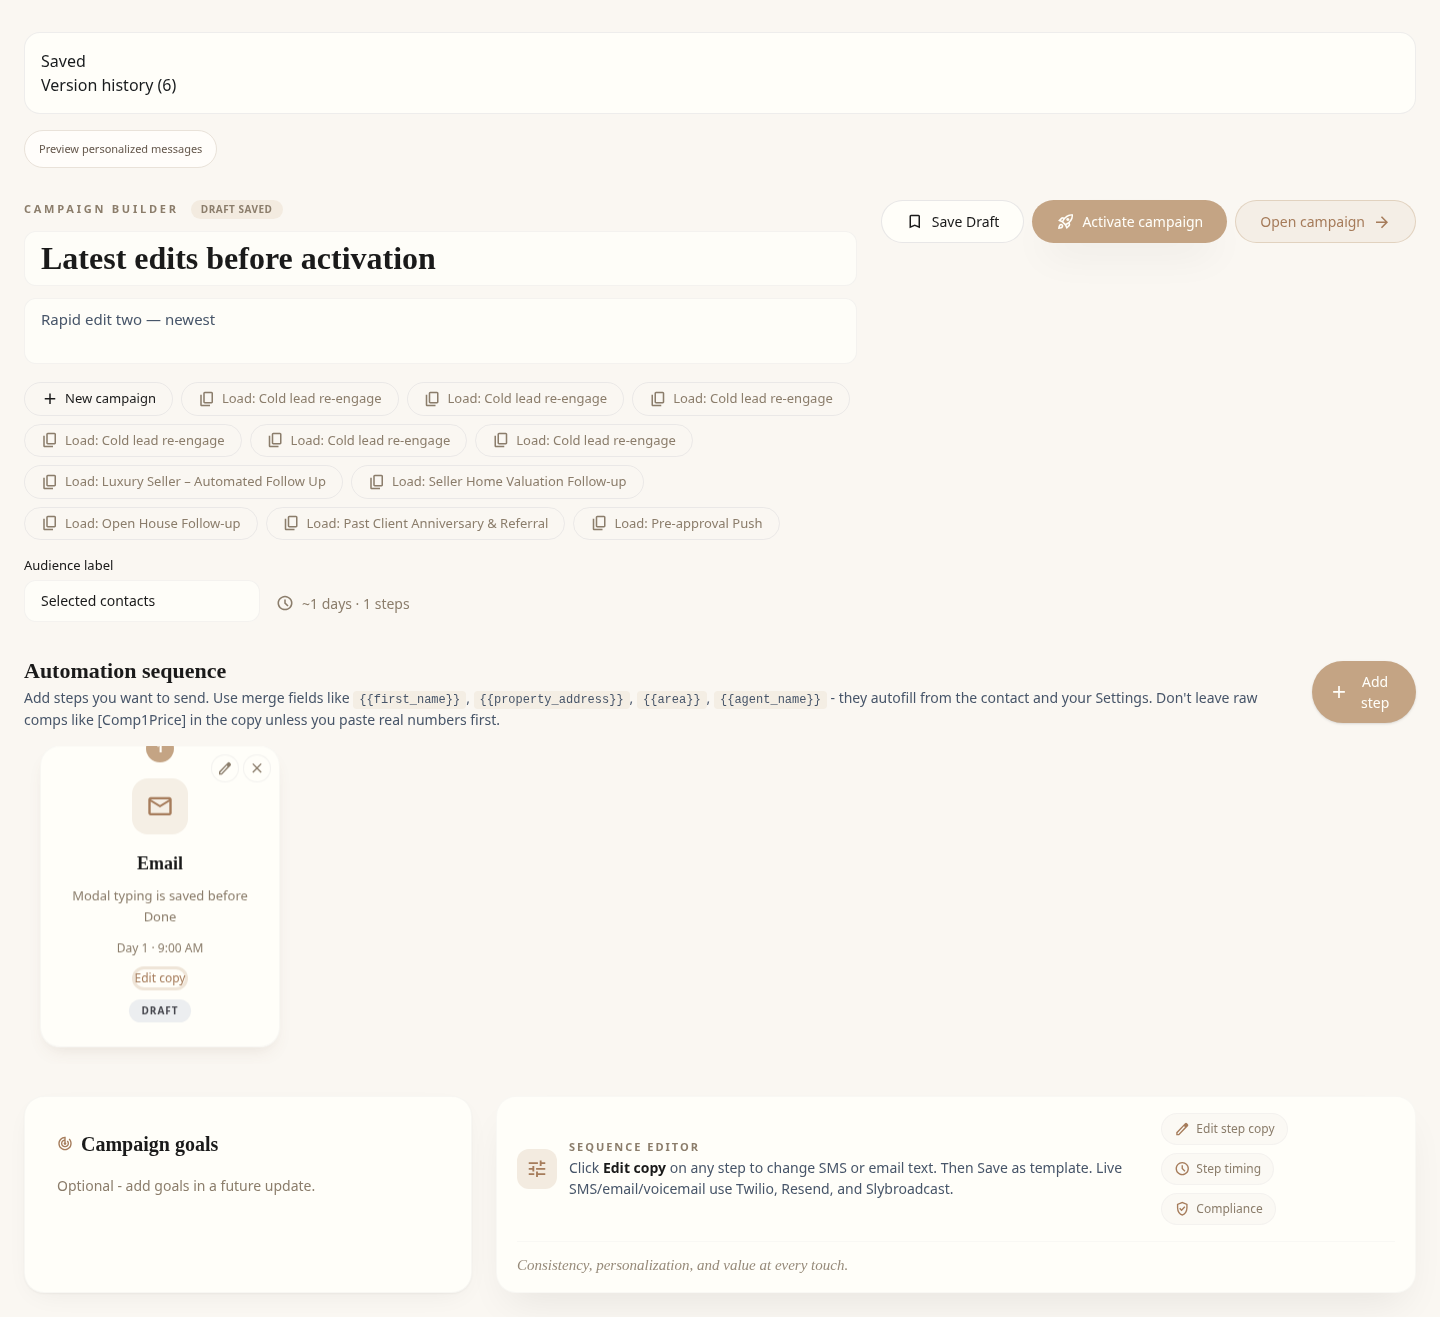 Saved
Version history (6)
Preview personalized messages
CAMPAIGN BUILDER DRAFT SAVED
Save Draft Activate campaign Open campaign
Latest edits before activation
Rapid edit two — newest
New campaign Load: Cold lead re-engage Load: Cold lead re-engage Load: Cold lead re-engage
Load: Cold lead re-engage Load: Cold lead re-engage Load: Cold lead re-engage
Load: Luxury Seller – Automated Follow Up Load: Seller Home Valuation Follow-up
Load: Open House Follow-up Load: Past Client Anniversary & Referral Load: Pre-approval Push
Audience label
Selected contacts ~1 days · 1 steps
Automation sequence
Add steps you want to send. Use merge fields like {{first_name}}, {{property_address}}, {{area}}, {{agent_name}} - they autofill from the contact and your Settings. Don't leave raw
comps like [Comp1Price] in the copy unless you paste real numbers first.
Add
step
Email
Modal typing is saved before
Done
Day 1 · 9:00 AM
Edit copy
DRAFT
Campaign goals
Optional - add goals in a future update.
SEQUENCE EDITOR
Click Edit copy on any step to change SMS or email text. Then Save as template. Live
SMS/email/voicemail use Twilio, Resend, and Slybroadcast.
Edit step copy
Step timing
Compliance
Consistency, personalization, and value at every touch.